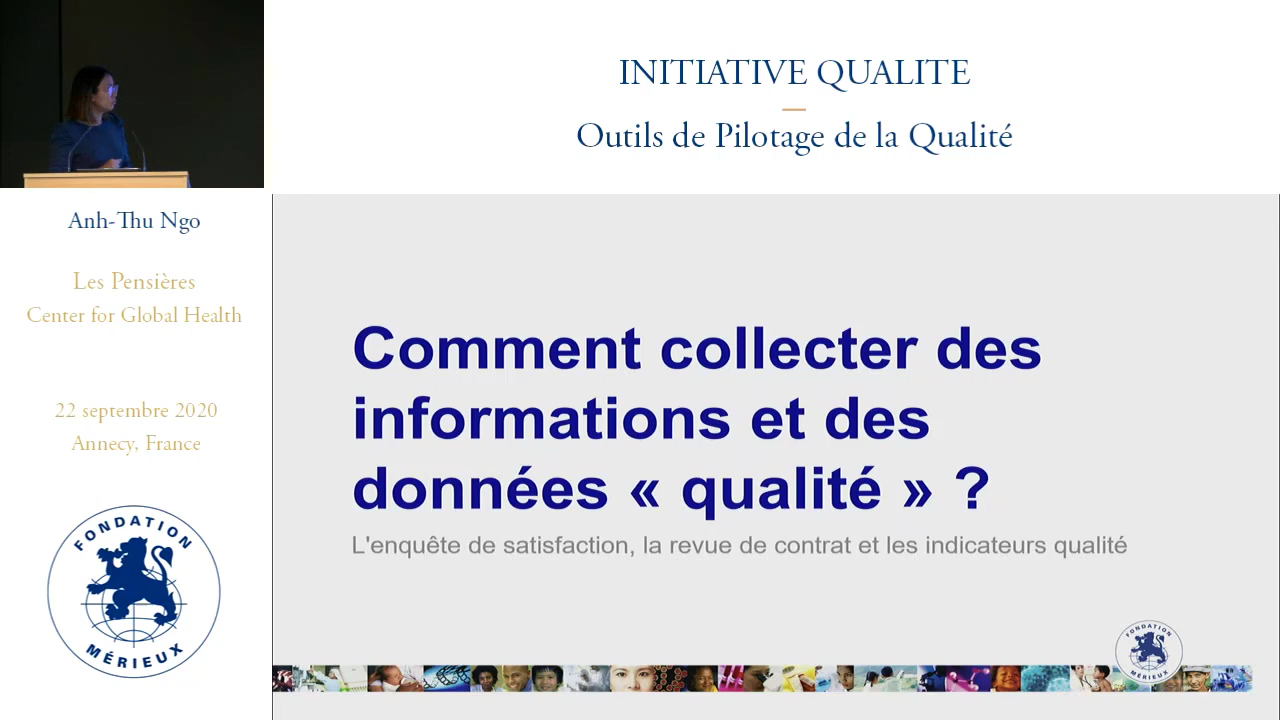 INITIATIVE QUALITE
Outils de Pilotage de la Qualité
Anh-Thu Ngo
Les Pensières
Center for Global Health
22 septembre 2020
Annecy, France
FONDATION
MÉRIEUX
Comment collecter des
informations et des
données « qualité » ?
L'enquête de satisfaction, la revue de contrat et les indicateurs qualité
FONDATION
MÉRIEUX